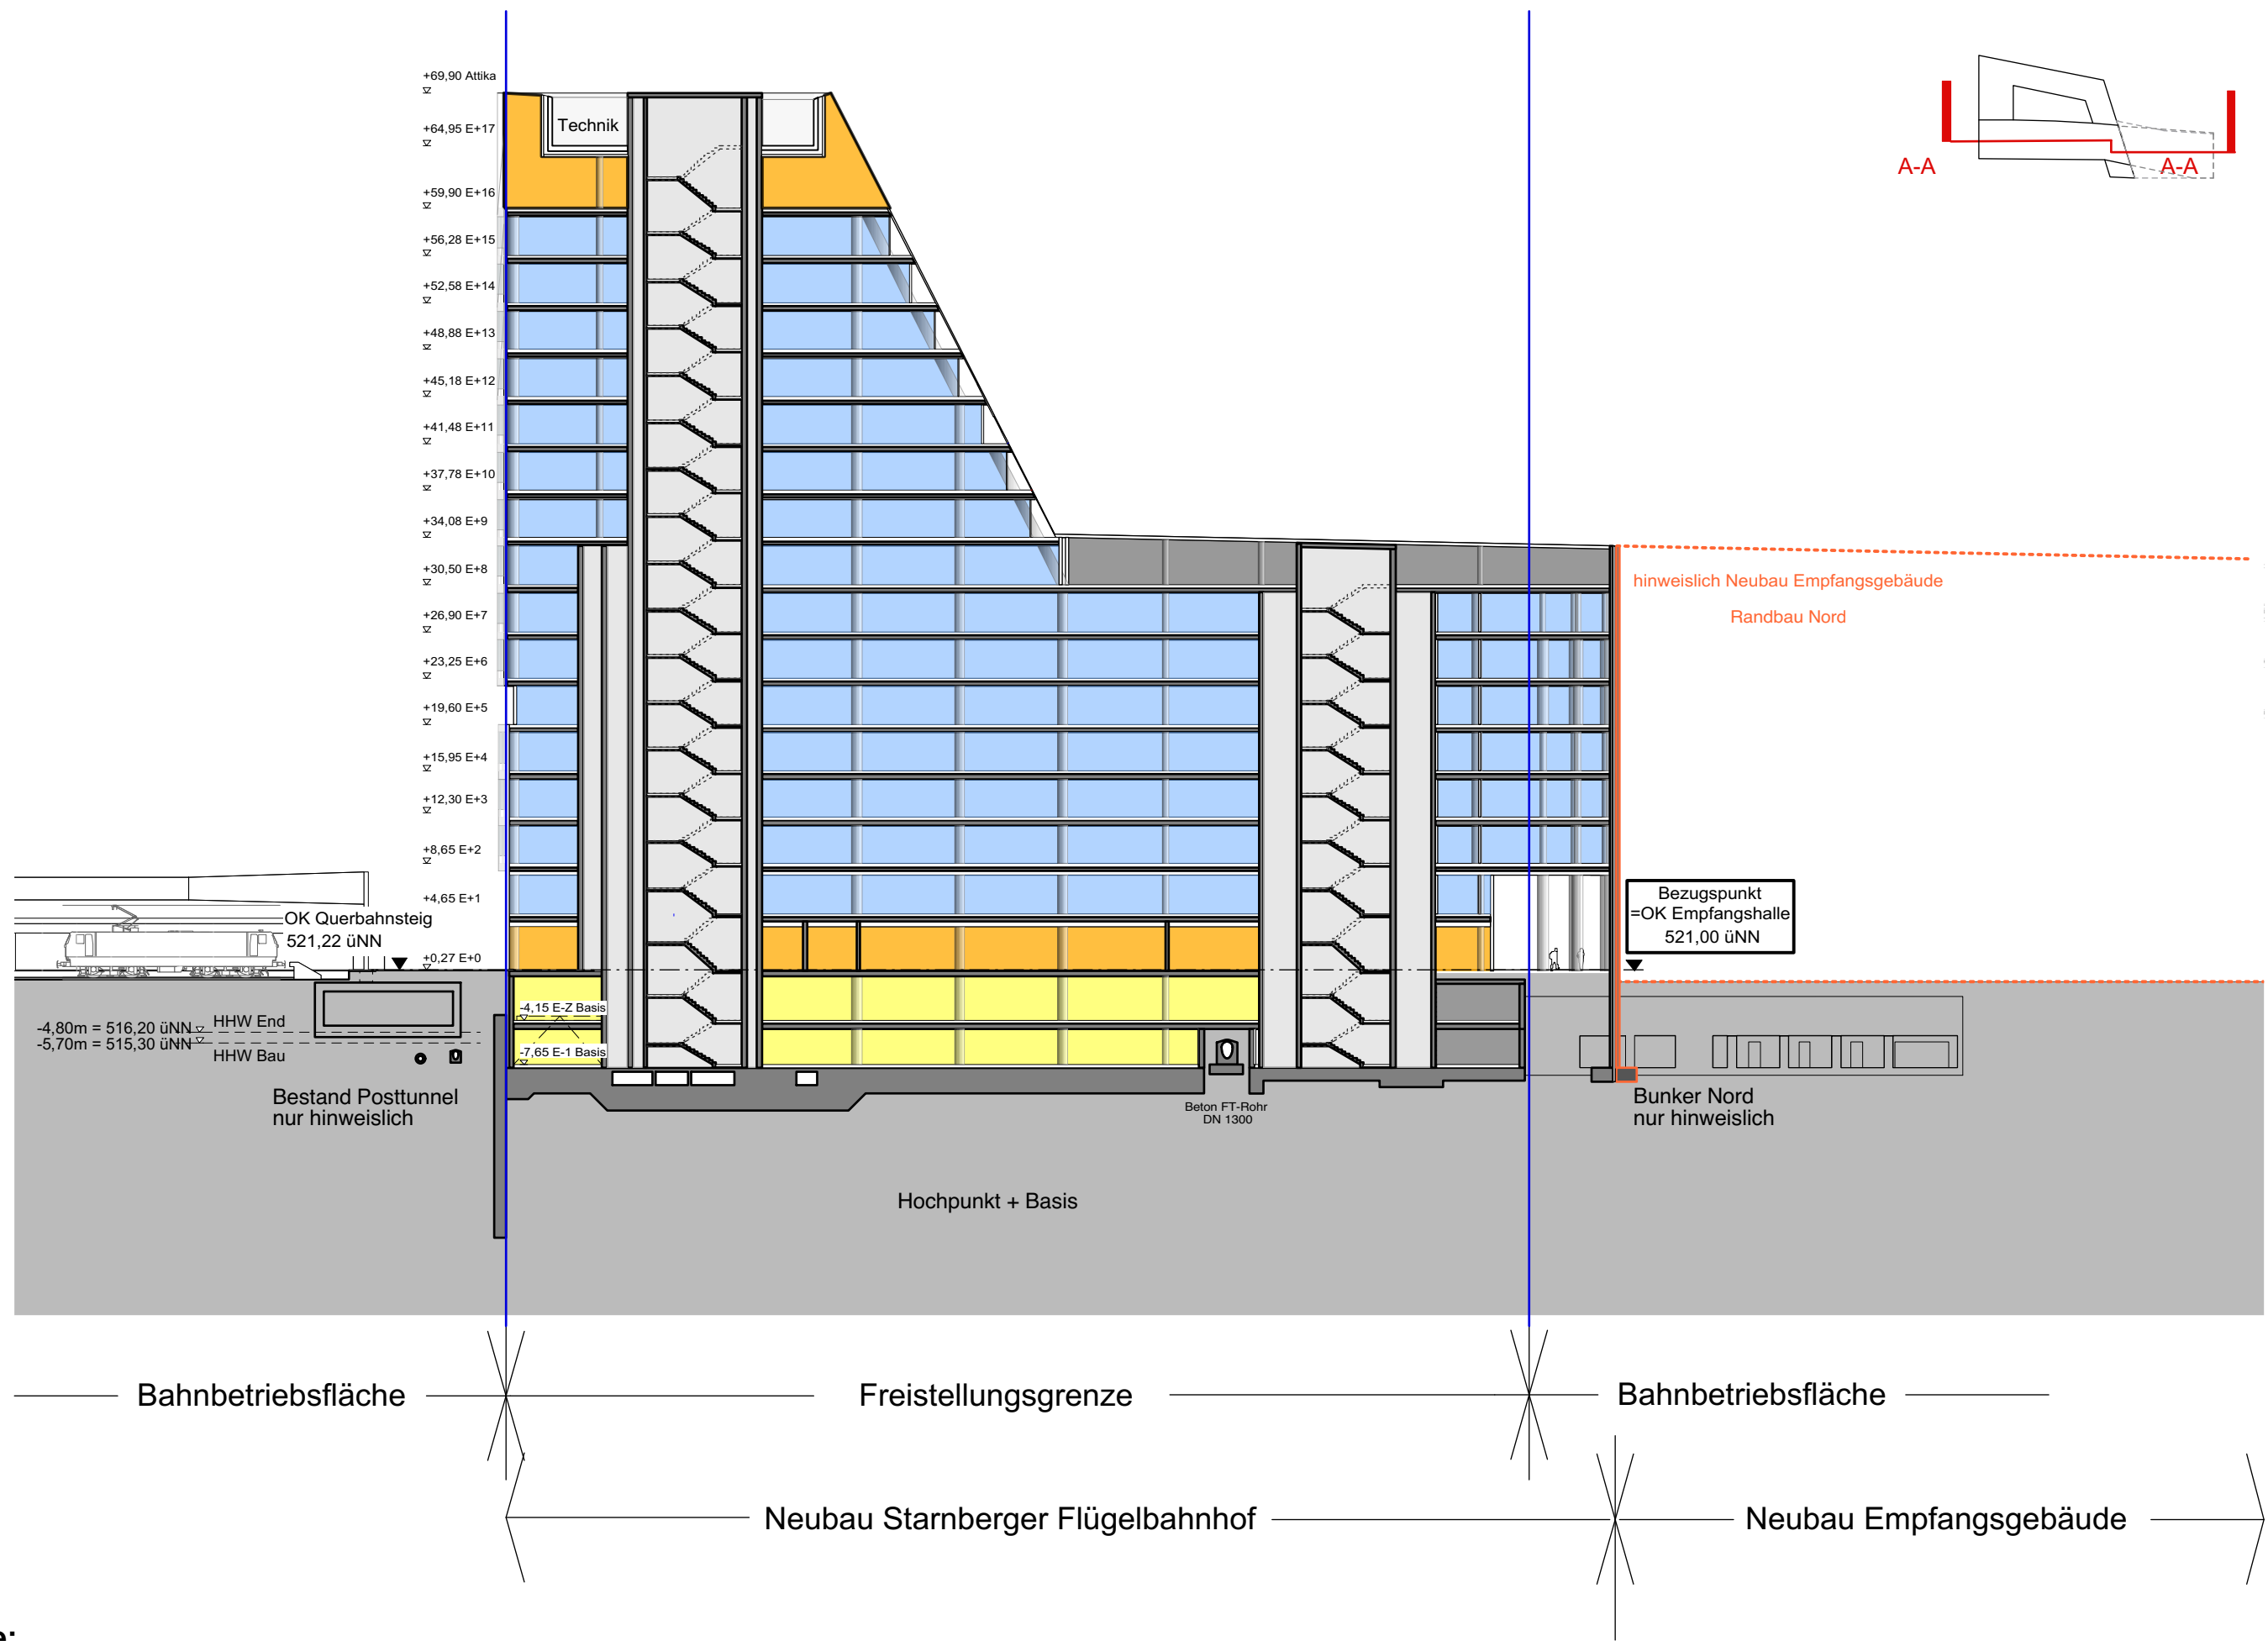 +69,90 Attika
Technik
+64,95 E+17
A-A
A-A
+59,90 E+16
+56,28 E+15
+52,58 E+14
+48,88 E+13
+45,18 E+12
+41,48 E+11
+37,78 E+10
+34,08 E+9
+30,50 E+8
hinweislich Neubau Empfangsgebäude
Randbau Nord
+26,90 E+7
+23,25 E+6
+19,60 E+5
+15,95 E+4
+12,30 E+3
+8,65 E+2
+4,65 E+1
Bezugspunkt
=OK Empfangshalle
521,00 üNN
OK Querbahnsteig
521,22 üNN
+0,27 E+0
-4,15 E-Z Basis
HHW End
-4,80m = 516,20 üNN
-5,70m = 515,30 üNN
HHW Bau
-7,65 E-1 Basis
Bestand Posttunnel
nur hinweislich
Beton FT-Rohr
DN 1300
Bunker Nord
nur hinweislich
Hochpunkt + Basis
Bahnbetriebsfläche
Freistellungsgrenze
Bahnbetriebsfläche
Neubau Starnberger Flügelbahnhof
Neubau Empfangsgebäude